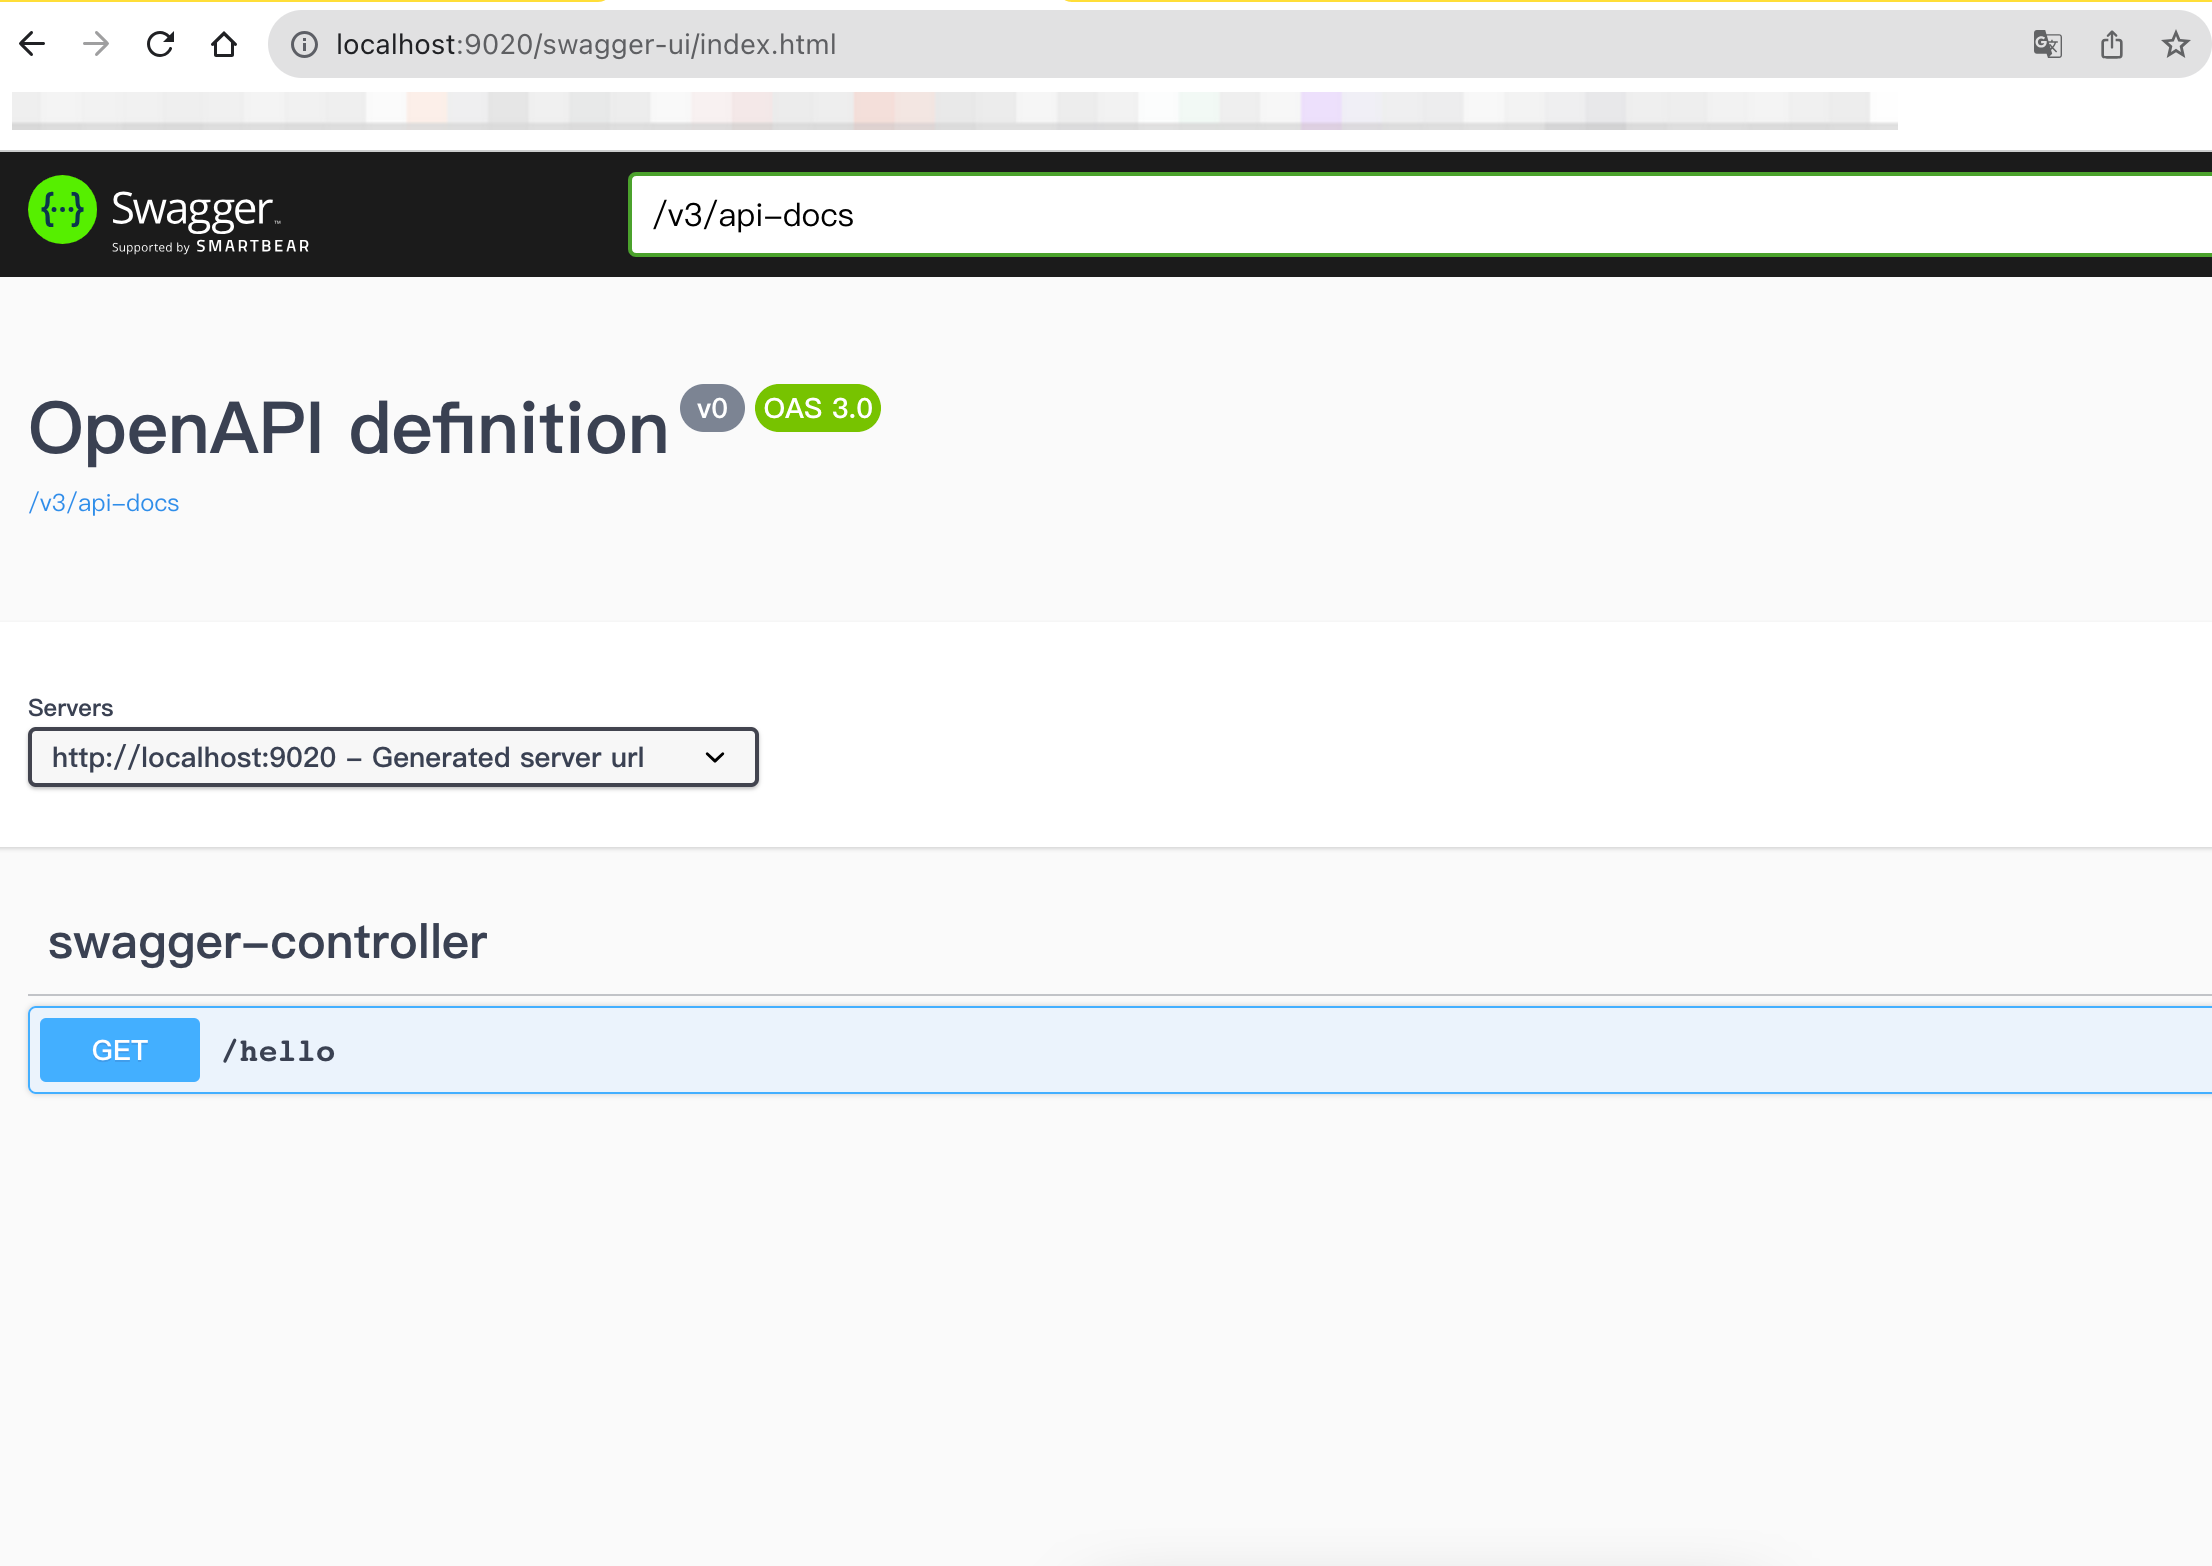 localhost:9020/swagger-ui/index.html
{···} Swagger™
Supported by SMARTBEAR
/v3/api-docs
OpenAPI definition v0 OAS 3.0
/v3/api-docs
Servers
http://localhost:9020 - Generated server url
swagger-controller
GET /hello